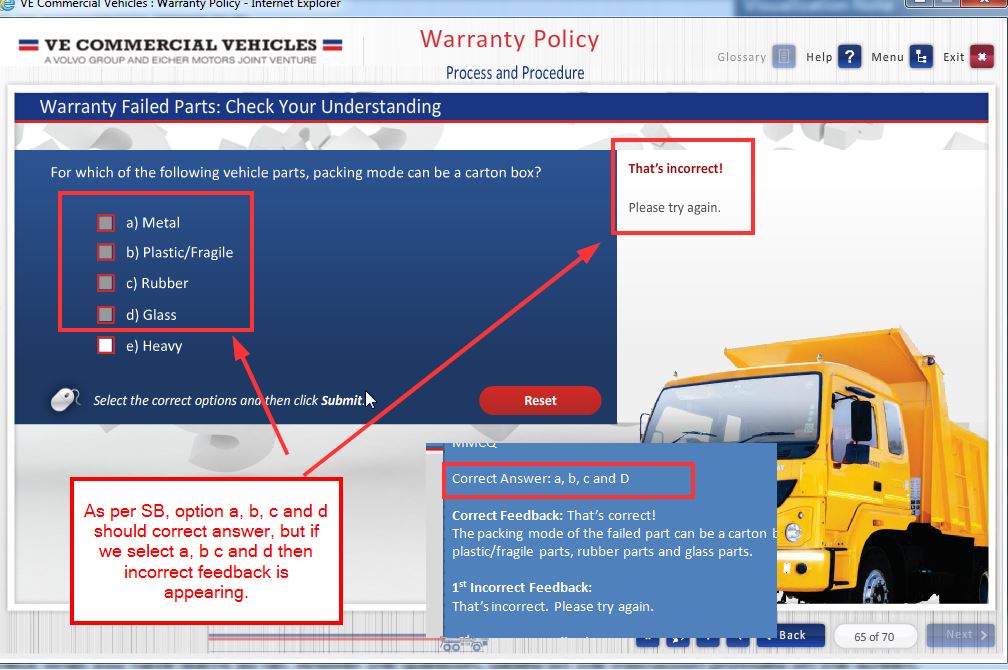 VE Commercial Vehicles : Warranty Policy - Internet Explorer
VE COMMERCIAL VEHICLES
A VOLVO GROUP AND EICHER MOTORS JOINT VENTURE
Warranty Policy
Process and Procedure
Glossary
Help ?
Menu
Exit
Warranty Failed Parts: Check Your Understanding
For which of the following vehicle parts, packing mode can be a carton box?
a) Metal
b) Plastic/Fragile
c) Rubber
d) Glass
e) Heavy
Select the correct options and then click Submit.
Reset
That's incorrect!
Please try again.
As per SB, option a, b, c and d
should correct answer, but if
we select a, b c and d then
incorrect feedback is
appearing.
MMCQ
Correct Answer: a, b, c and D
Correct Feedback: That's correct!
The packing mode of the failed part can be a carton b
plastic/fragile parts, rubber parts and glass parts.
1st Incorrect Feedback:
That's incorrect. Please try again.
Back
65 of 70
Next